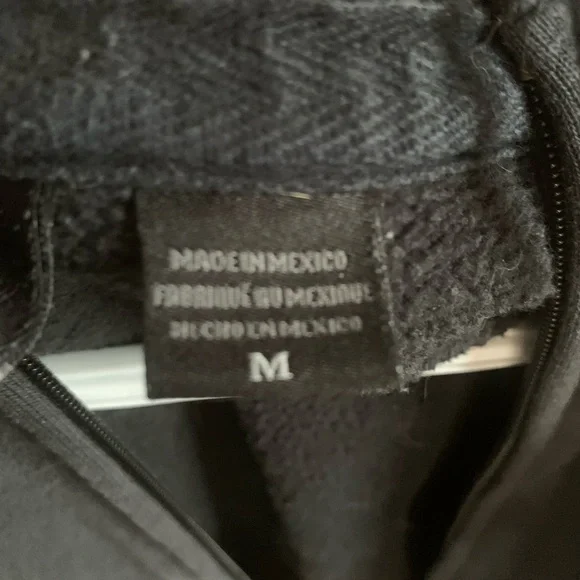 MADE IN MEXICO
FABRIQUÉ AU MEXIQUE
HECHO EN MEXICO
M